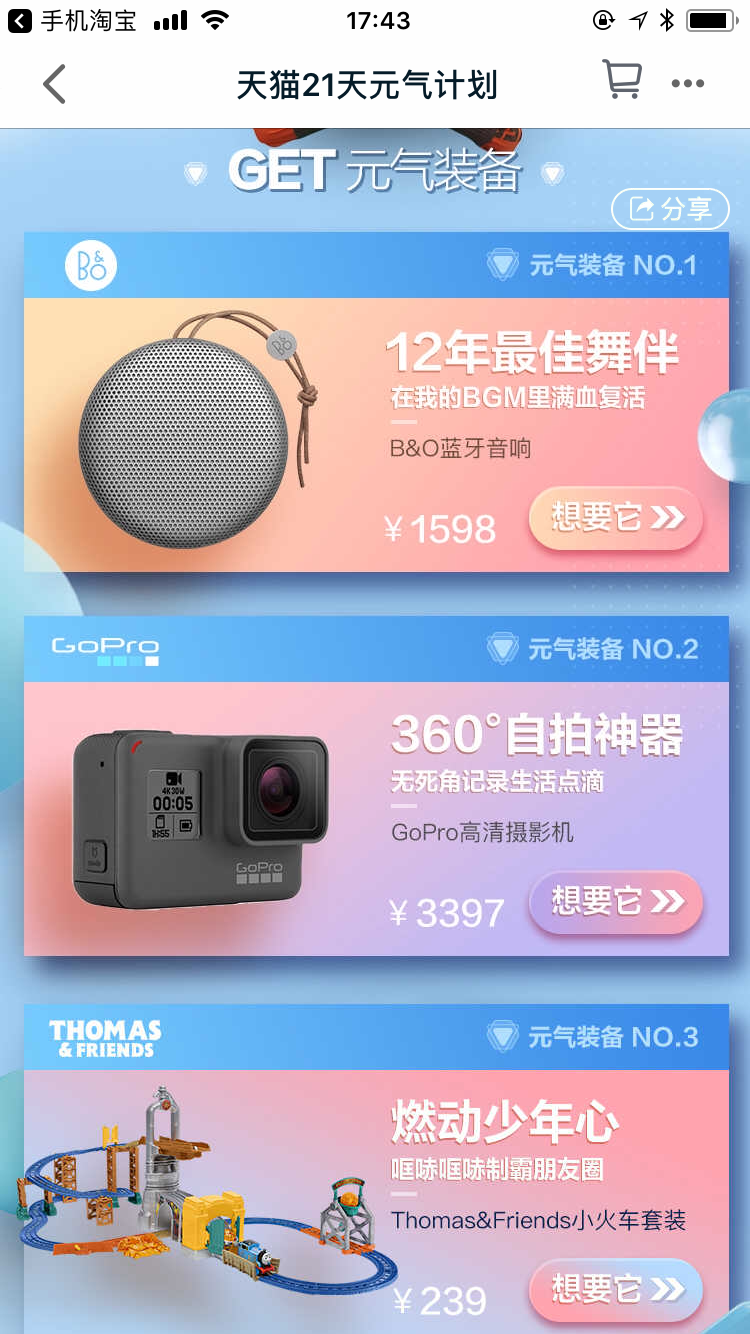 手机淘宝
17:43
天猫21天元气计划
GET 元气装备
分享
B&O
元气装备 NO.1
B&O
12年最佳舞伴
在我的BGM里满血复活
B&O蓝牙音响
¥1598
想要它
GoPro
元气装备 NO.2
360°自拍神器
无死角记录生活点滴
4K30W
00:05
1H:55
GoPro高清摄影机
GoPro
¥3397
想要它
THOMAS
& FRIENDS
元气装备 NO.3
燃动少年心
哐哧哐哧制霸朋友圈
Thomas&Friends小火车套装
¥239
想要它